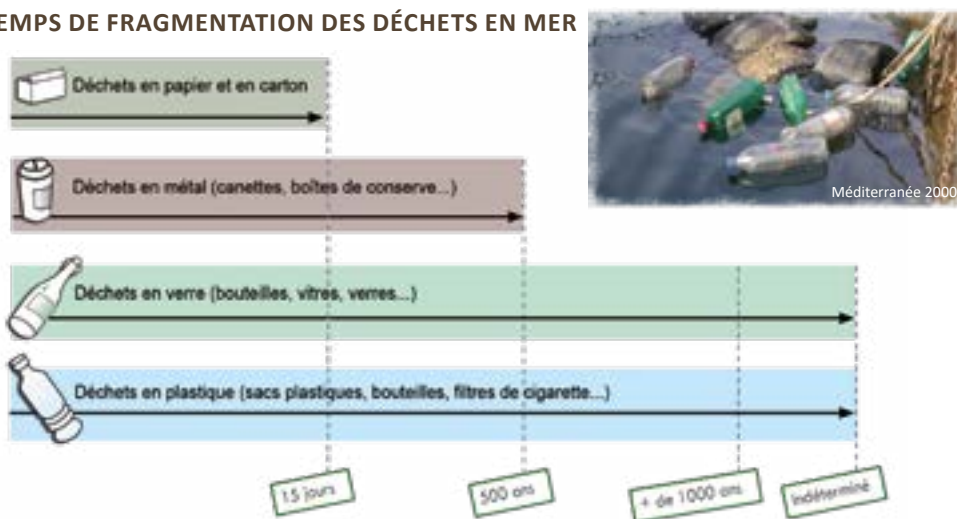 EMPS DE FRAGMENTATION DES DÉCHETS EN MER
Déchets en papier et en carton
Déchets en métal (canettes, boîtes de conserve...)
Méditerranée 2000
Déchets en verre (bouteilles, vitres, verres...)
Déchets en plastique (sacs plastiques, bouteilles, filtres de cigarette...)
15 jours
500 ans
+ de 1000 ans
Indéterminé